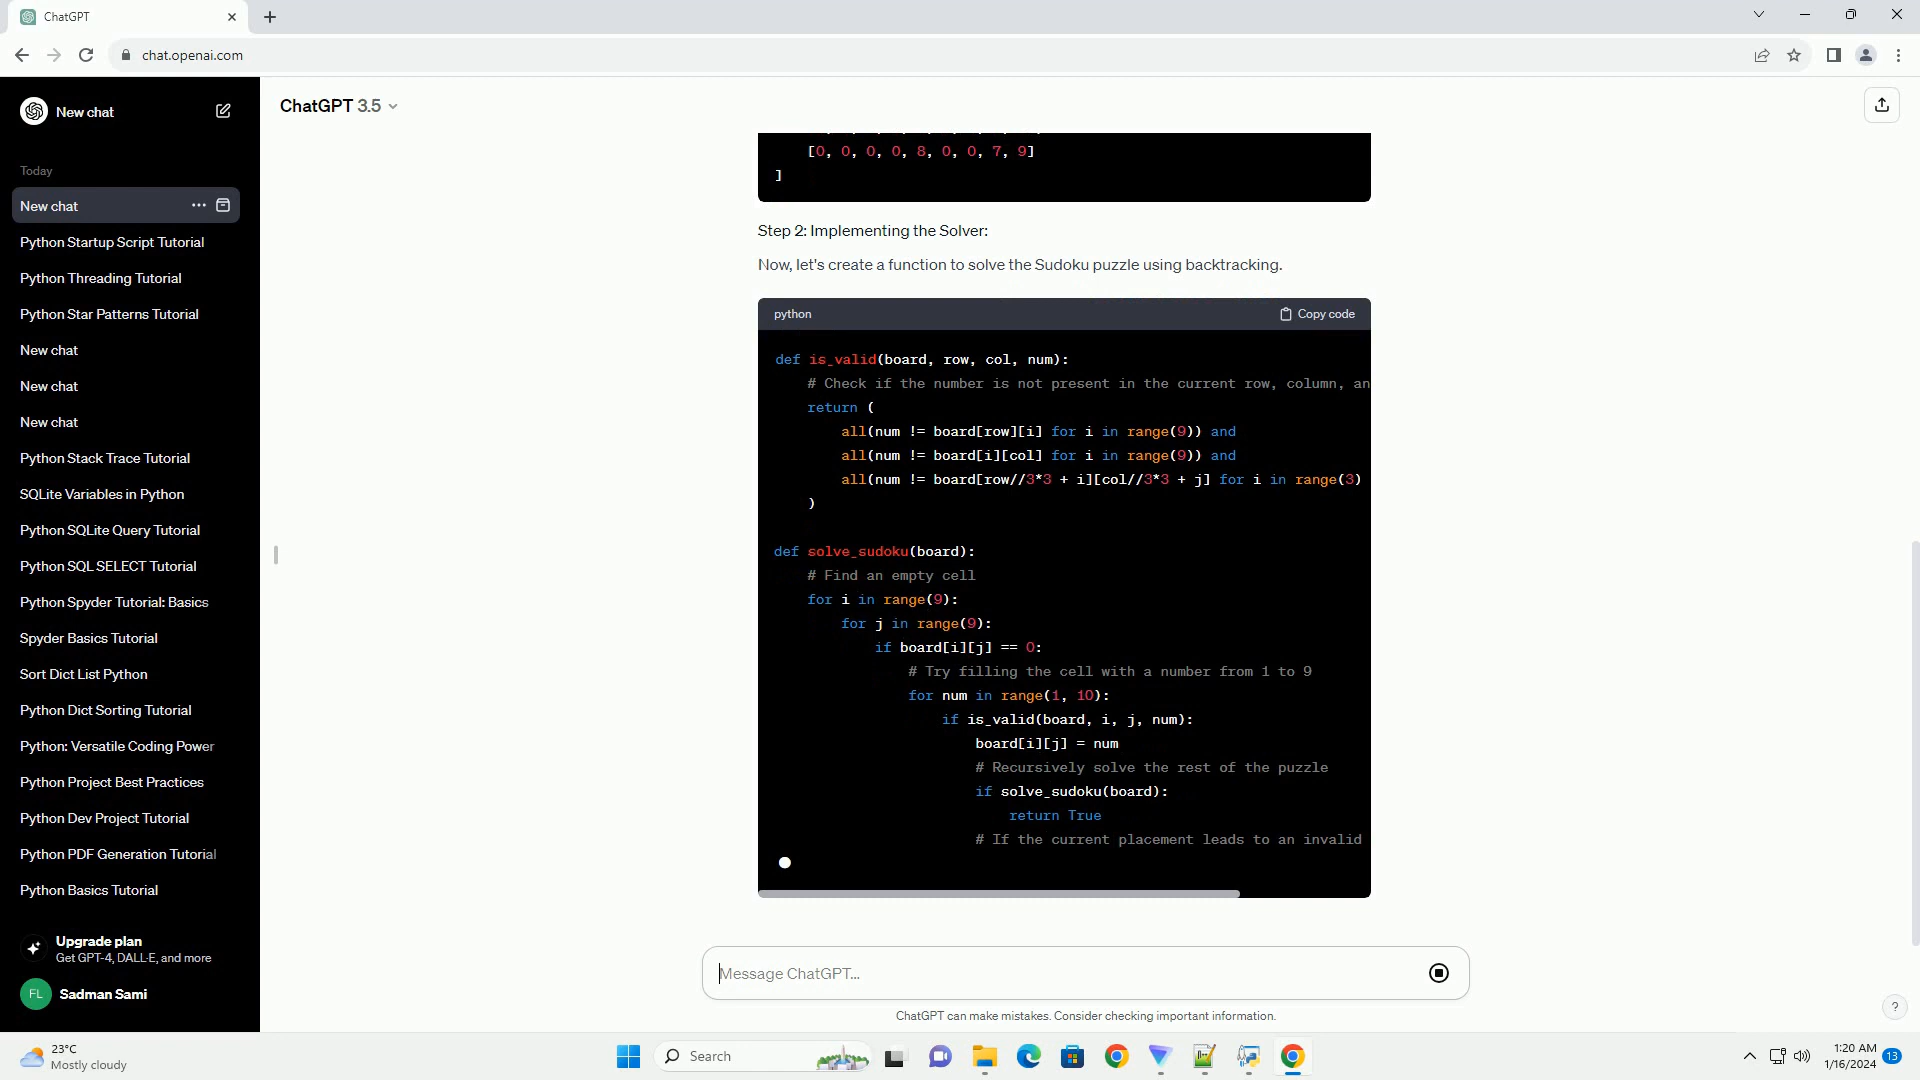 ChatGPT
chat.openai.com
New chat
ChatGPT 3.5
Today
New chat
Python Startup Script Tutorial
Python Threading Tutorial
Python Star Patterns Tutorial
New chat
New chat
New chat
Python Stack Trace Tutorial
SQLite Variables in Python
Python SQLite Query Tutorial
Python SQL SELECT Tutorial
Python Spyder Tutorial: Basics
Spyder Basics Tutorial
Sort Dict List Python
Python Dict Sorting Tutorial
Python: Versatile Coding Power
Python Project Best Practices
Python Dev Project Tutorial
Python PDF Generation Tutorial
Python Basics Tutorial
Upgrade plan
Get GPT-4, DALL·E, and more
FL Sadman Sami
[0, 0, 0, 0, 8, 0, 0, 7, 9]
]
Step 2: Implementing the Solver:
Now, let's create a function to solve the Sudoku puzzle using backtracking.
python Copy code
def is_valid(board, row, col, num):
# Check if the number is not present in the current row, column, an
return (
all(num != board[row][i] for i in range(9)) and
all(num != board[i][col] for i in range(9)) and
all(num != board[row//3*3 + i][col//3*3 + j] for i in range(3)
)
def solve_sudoku(board):
# Find an empty cell
for i in range(9):
for j in range(9):
if board[i][j] == 0:
# Try filling the cell with a number from 1 to 9
for num in range(1, 10):
if is_valid(board, i, j, num):
board[i][j] = num
# Recursively solve the rest of the puzzle
if solve_sudoku(board):
return True
# If the current placement leads to an invalid
Message ChatGPT...
ChatGPT can make mistakes. Consider checking important information.
?
23°C
Mostly cloudy
Search
1:20 AM
1/16/2024
13